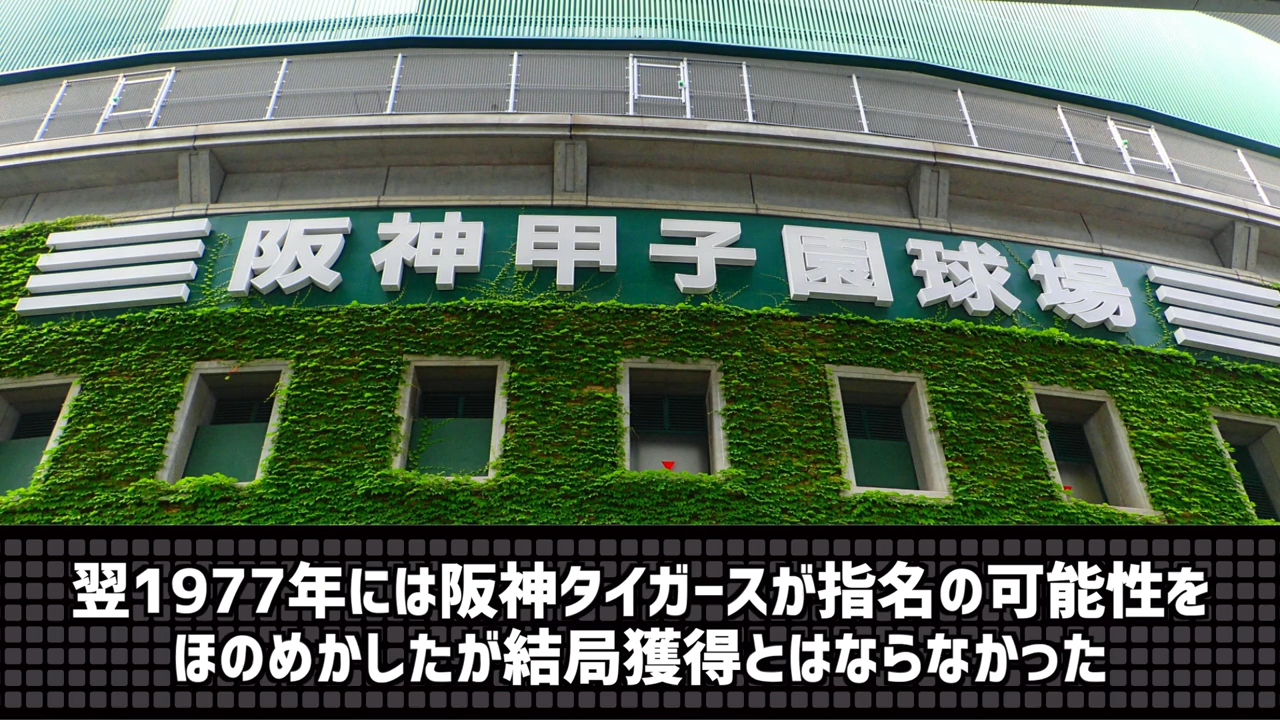 阪神甲子園球場
翌1977年には阪神タイガースが指名の可能性を
ほのめかしたが結局獲得とはならなかった